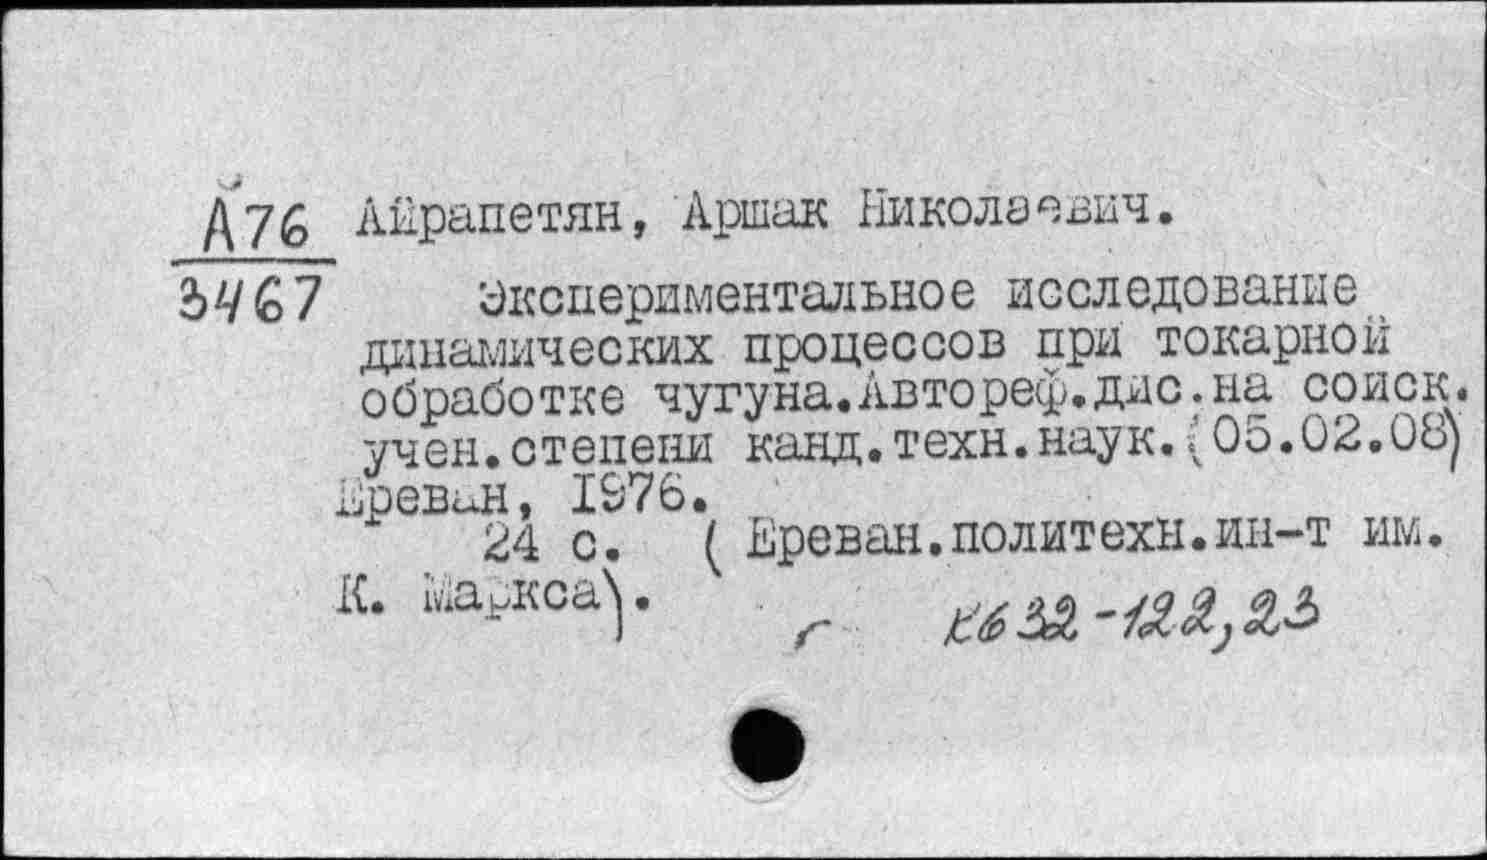 А76 Айрапетян, Аршак Николаевич.
3467 Экспериментальное исследование
динамических процессов при токарной
обработке чугуна.Автореф.дис.на соиск.
учен.степени канд.техн.наук.(05.02.08)
Ереван, 1976.
24 с. (Ереван.политехн.ин-т им.
К. Маркса).
г К632-122,23